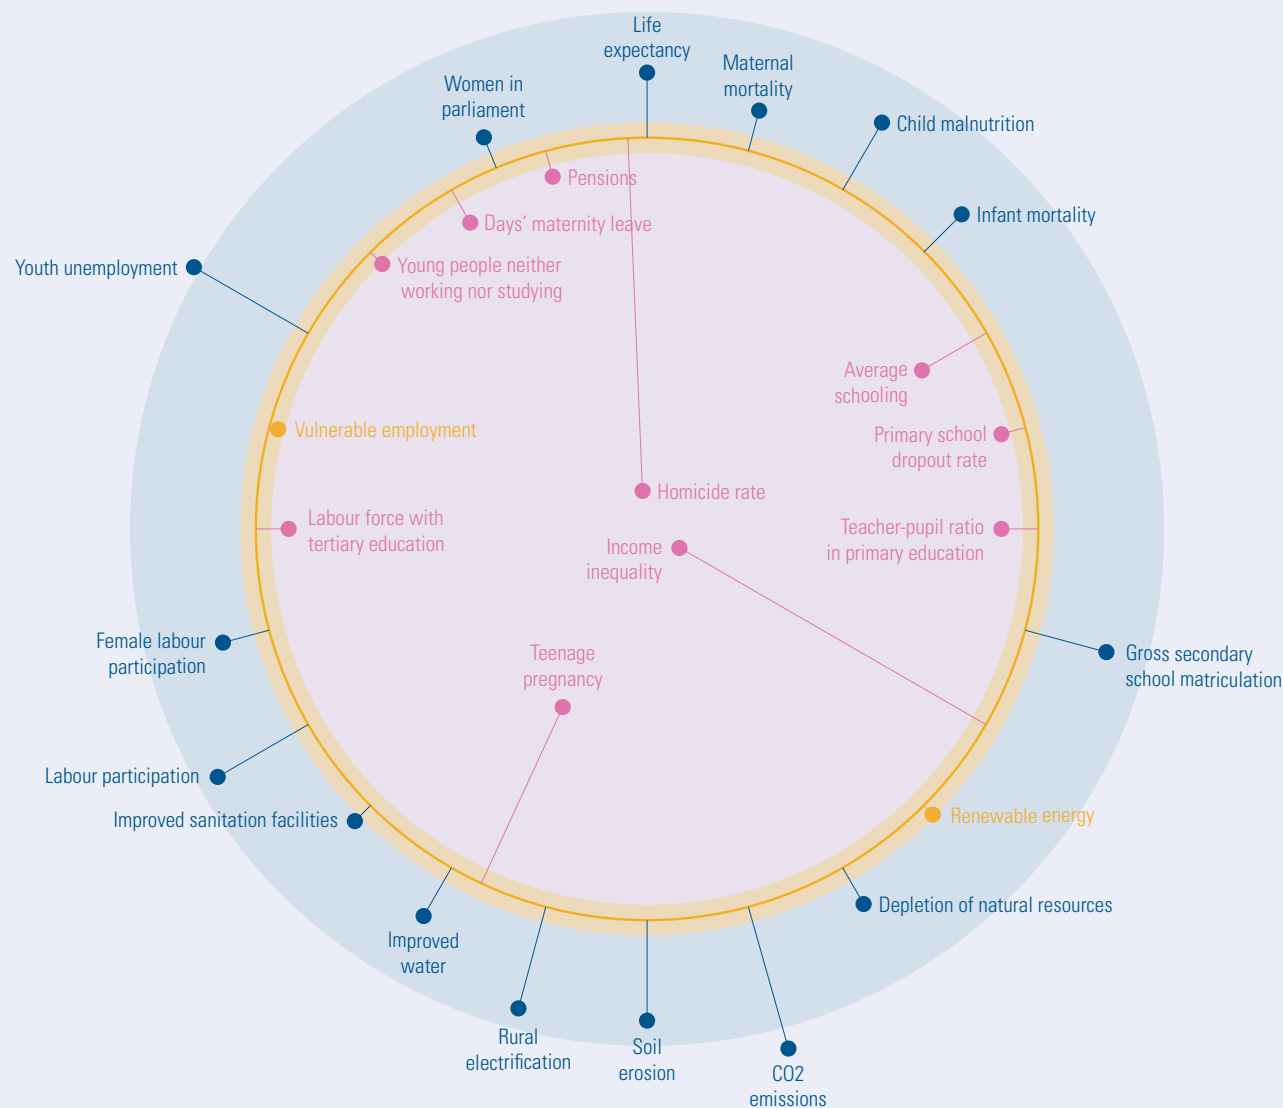 Life
expectancy
Maternal
mortality
Women in
parliament
Child malnutrition
Pensions
Days’ maternity leave
Infant mortality
Young people neither
working nor studying
Youth unemployment
Average
schooling
Vulnerable employment
Primary school
dropout rate
Homicide rate
Labour force with
tertiary education
Teacher-pupil ratio
in primary education
Income
inequality
Female labour
participation
Teenage
pregnancy
Gross secondary
school matriculation
Labour participation
Improved sanitation facilities
Renewable energy
Depletion of natural resources
Improved
water
Rural
electrification
Soil
erosion
CO2
emissions